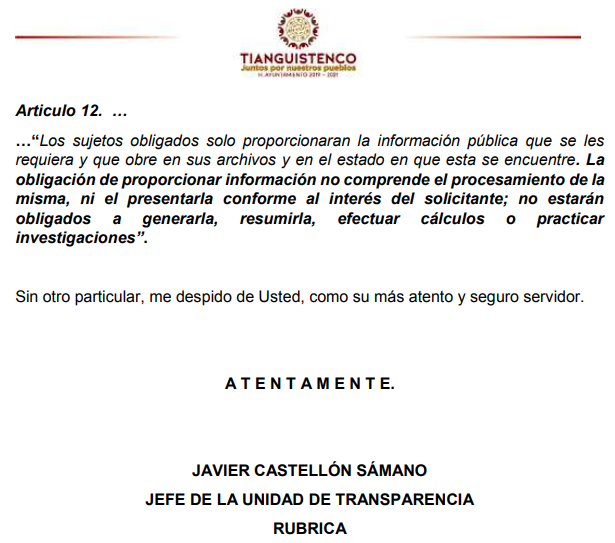 TIANGUISTENCO
Juntos por nuestros pueblos
H. AYUNTAMIENTO 2019 - 2021
Articulo 12. …
…“Los sujetos obligados solo proporcionaran la información pública que se les
requiera y que obre en sus archivos y en el estado en que esta se encuentre. La
obligación de proporcionar información no comprende el procesamiento de la
misma, ni el presentarla conforme al interés del solicitante; no estarán
obligados a generarla, resumirla, efectuar cálculos o practicar
investigaciones”.
Sin otro particular, me despido de Usted, como su más atento y seguro servidor.
A T E N T A M E N T E.
JAVIER CASTELLÓN SÁMANO
JEFE DE LA UNIDAD DE TRANSPARENCIA
RUBRICA